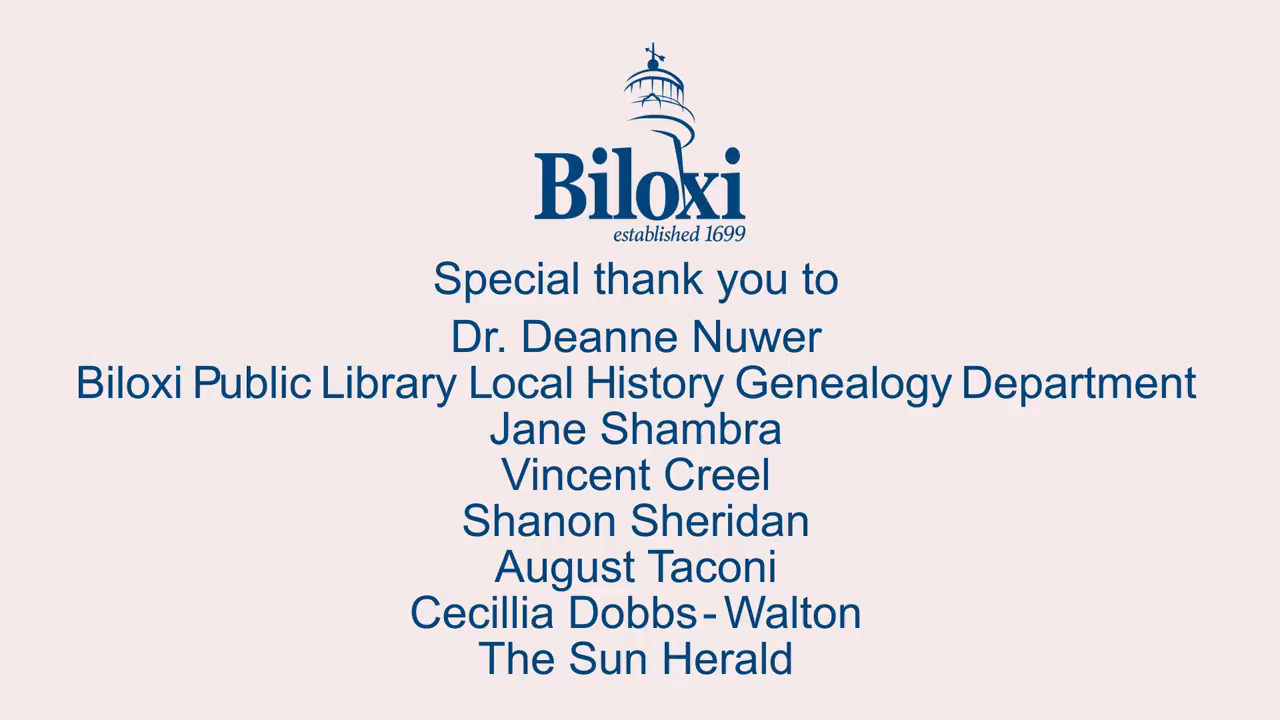 Biloxi
established 1699
Special thank you to
Dr. Deanne Nuwer
Biloxi Public Library Local History Genealogy Department
Jane Shambra
Vincent Creel
Shanon Sheridan
August Taconi
Cecillia Dobbs-Walton
The Sun Herald